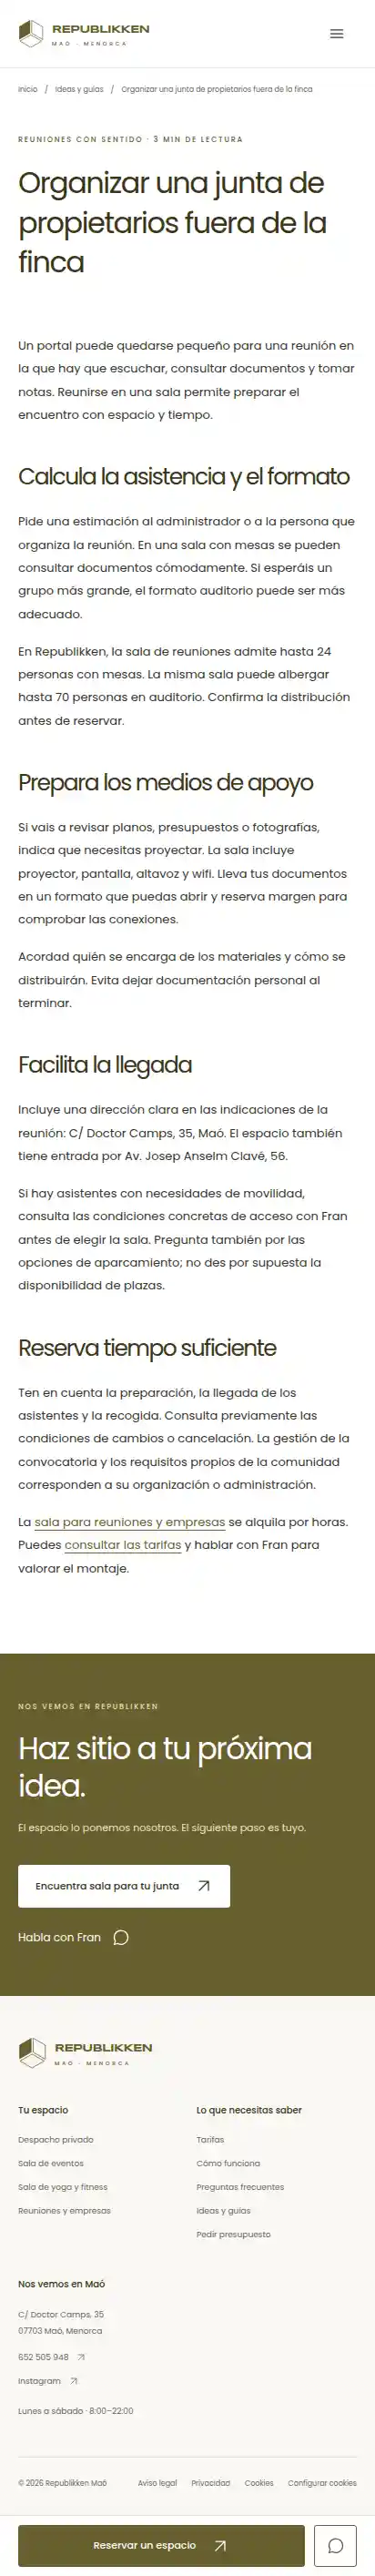 REPUBLIKKEN
MAÓ · MENORCA
Inicio / Ideas y guías / Organizar una junta de propietarios fuera de la finca
REUNIONES CON SENTIDO · 3 MIN DE LECTURA
Organizar una junta de
propietarios fuera de la
finca
Un portal puede quedarse pequeño para una reunión en
la que hay que escuchar, consultar documentos y tomar
notas. Reunirse en una sala permite preparar el
encuentro con espacio y tiempo.
Calcula la asistencia y el formato
Pide una estimación al administrador o a la persona que
organiza la reunión. En una sala con mesas se pueden
consultar documentos cómodamente. Si esperáis un
grupo más grande, el formato auditorio puede ser más
adecuado.
En Republikken, la sala de reuniones admite hasta 24
personas con mesas. La misma sala puede albergar
hasta 70 personas en auditorio. Confirma la distribución
antes de reservar.
Prepara los medios de apoyo
Si vais a revisar planos, presupuestos o fotografías,
indica que necesitas proyectar. La sala incluye
proyector, pantalla, altavoz y wifi. Lleva tus documentos
en un formato que puedas abrir y reserva margen para
comprobar las conexiones.
Acordad quién se encarga de los materiales y cómo se
distribuirán. Evita dejar documentación personal al
terminar.
Facilita la llegada
Incluye una dirección clara en las indicaciones de la
reunión: C/ Doctor Camps, 35, Maó. El espacio también
tiene entrada por Av. Josep Anselm Clavé, 56.
Si hay asistentes con necesidades de movilidad,
consulta las condiciones concretas de acceso con Fran
antes de elegir la sala. Pregunta también por las
opciones de aparcamiento; no des por supuesta la
disponibilidad de plazas.
Reserva tiempo suficiente
Ten en cuenta la preparación, la llegada de los
asistentes y la recogida. Consulta previamente las
condiciones de cambios o cancelación. La gestión de la
convocatoria y los requisitos propios de la comunidad
corresponden a su organización o administración.
La sala para reuniones y empresas se alquila por horas.
Puedes consultar las tarifas y hablar con Fran para
valorar el montaje.
NOS VEMOS EN REPUBLIKKEN
Haz sitio a tu próxima
idea.
El espacio lo ponemos nosotros. El siguiente paso es tuyo.
Encuentra sala para tu junta
Habla con Fran
REPUBLIKKEN
MAÓ · MENORCA
Tu espacio
Despacho privado
Sala de eventos
Sala de yoga y fitness
Reuniones y empresas
Lo que necesitas saber
Tarifas
Cómo funciona
Preguntas frecuentes
Ideas y guías
Pedir presupuesto
Nos vemos en Maó
C/ Doctor Camps, 35
07703 Maó, Menorca
652 505 948
Instagram
Lunes a sábado · 8:00–22:00
© 2026 Republikken Maó Aviso legal Privacidad Cookies Configurar cookies
Reservar un espacio